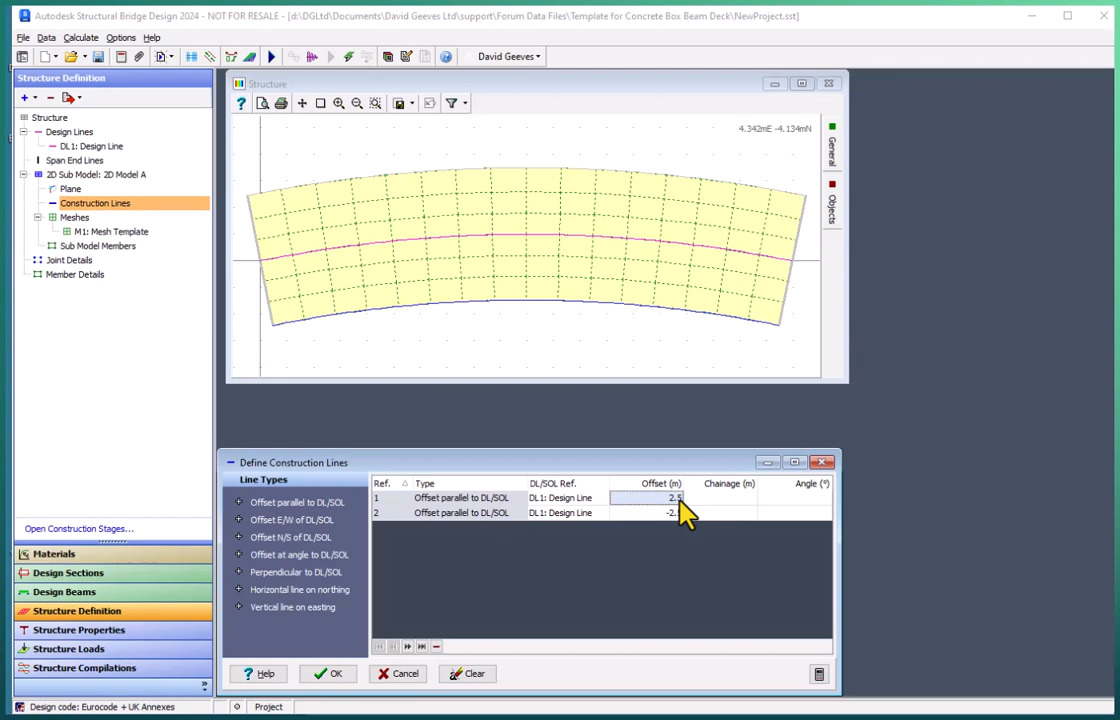 Autodesk Structural Bridge Design 2024 - NOT FOR RESALE - [d:\DGLtd\Documents\David Geeves Ltd\support\Forum Data Files\Template for Concrete Box Beam Deck\NewProject.sst]
File Data Calculate Options Help
David Geeves
Structure Definition
Structure
Design Lines
DL1: Design Line
Span End Lines
2D Sub Model: 2D Model A
Plane
Construction Lines
Meshes
M1: Mesh Template
Sub Model Members
Joint Details
Member Details
Open Construction Stages...
Materials
Design Sections
Design Beams
Structure Definition
Structure Properties
Structure Loads
Structure Compilations
Structure
4.342mE -4.134mN
General
Objects
Define Construction Lines
Line Types
Offset parallel to DL/SOL
Offset E/W of DL/SOL
Offset N/S of DL/SOL
Offset at angle to DL/SOL
Perpendicular to DL/SOL
Horizontal line on northing
Vertical line on easting
Ref. Type DL/SOL Ref. Offset (m) Chainage (m) Angle (º)
1 Offset parallel to DL/SOL DL1: Design Line 2.5
2 Offset parallel to DL/SOL DL1: Design Line
Help OK Cancel Clear
Design code: Eurocode + UK Annexes Project